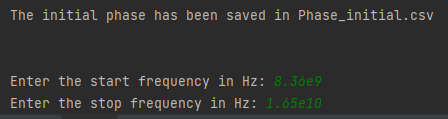 The initial phase has been saved in Phase_initial.csv
Enter the start frequency in Hz: 8.36e9
Enter the stop frequency in Hz: 1.65e10